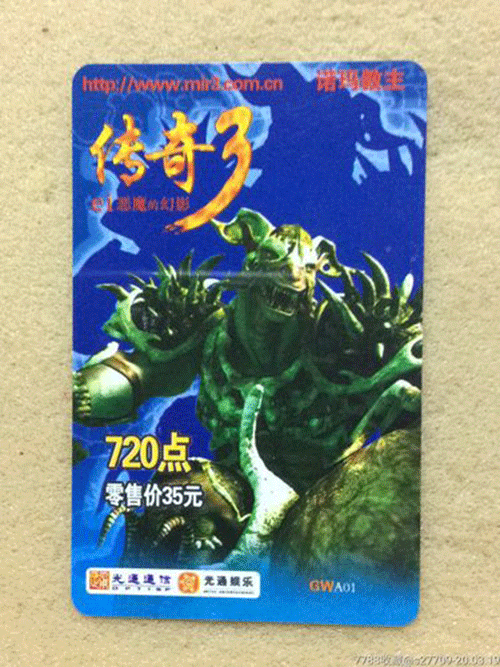 http://www.mir3.com.cn
诺玛教主
传奇3
恶魔的幻影
720点
零售价35元
光通通信
OPTISP
光通娱乐
GWA01